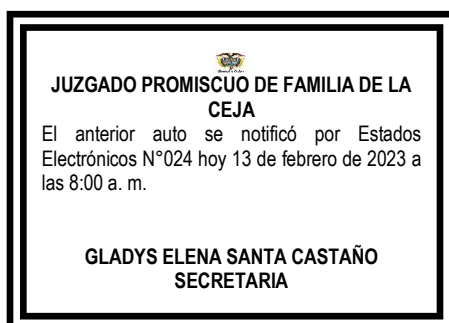 JUZGADO PROMISCUO DE FAMILIA DE LA
CEJA
El anterior auto se notificó por Estados
Electrónicos N°024 hoy 13 de febrero de 2023 a
las 8:00 a. m.
GLADYS ELENA SANTA CASTAÑO
SECRETARIA